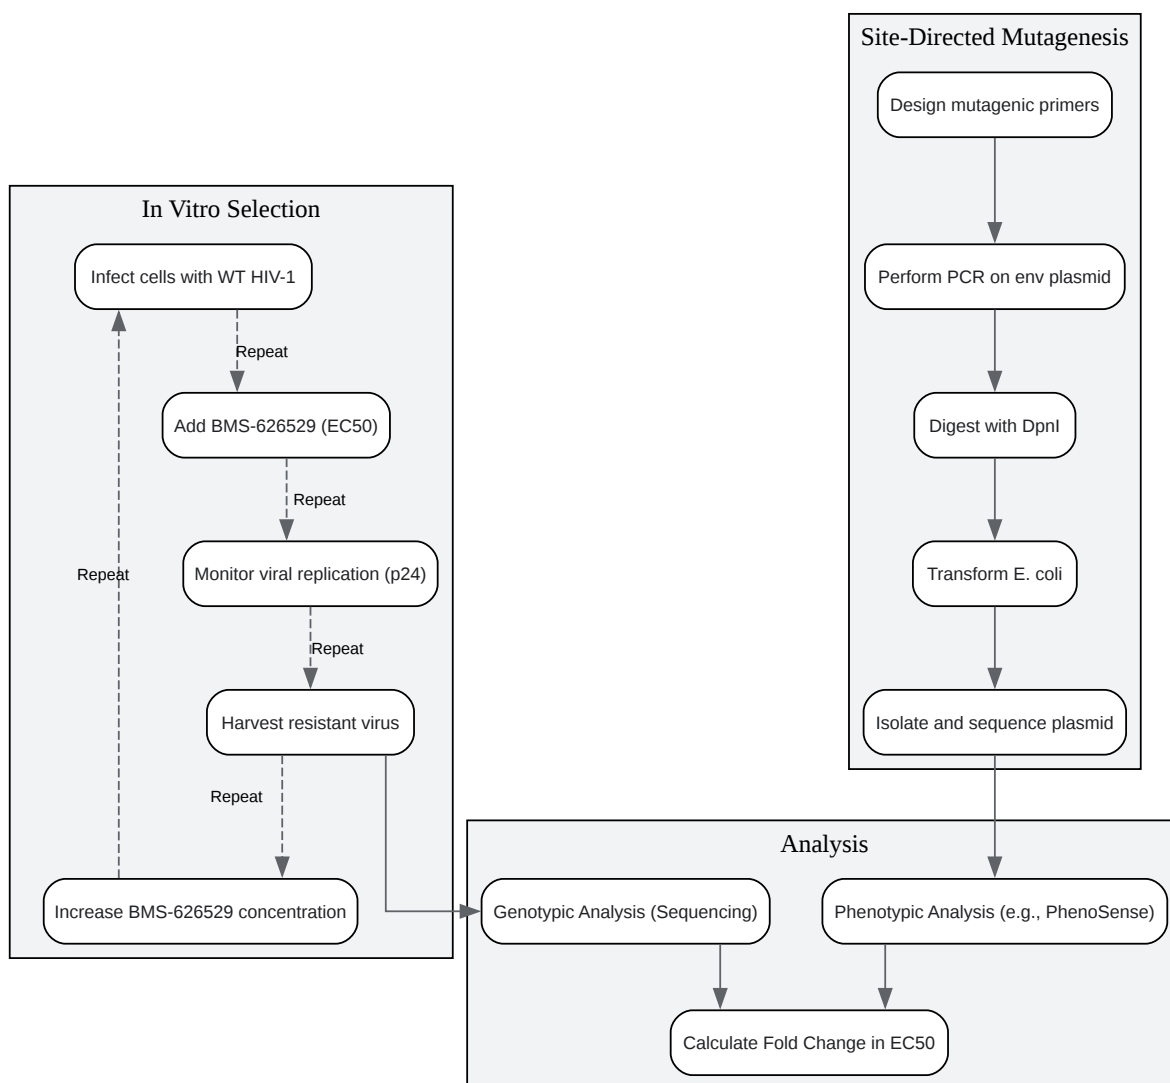 Site-Directed Mutagenesis
Design mutagenic primers
Perform PCR on env plasmid
Digest with DpnI
Transform E. coli
Isolate and sequence plasmid
In Vitro Selection
Infect cells with WT HIV-1
Repeat
Add BMS-626529 (EC50)
Repeat
Monitor viral replication (p24)
Repeat
Repeat
Harvest resistant virus
Repeat
Increase BMS-626529 concentration
Analysis
Genotypic Analysis (Sequencing)
Phenotypic Analysis (e.g., PhenoSense)
Calculate Fold Change in EC50